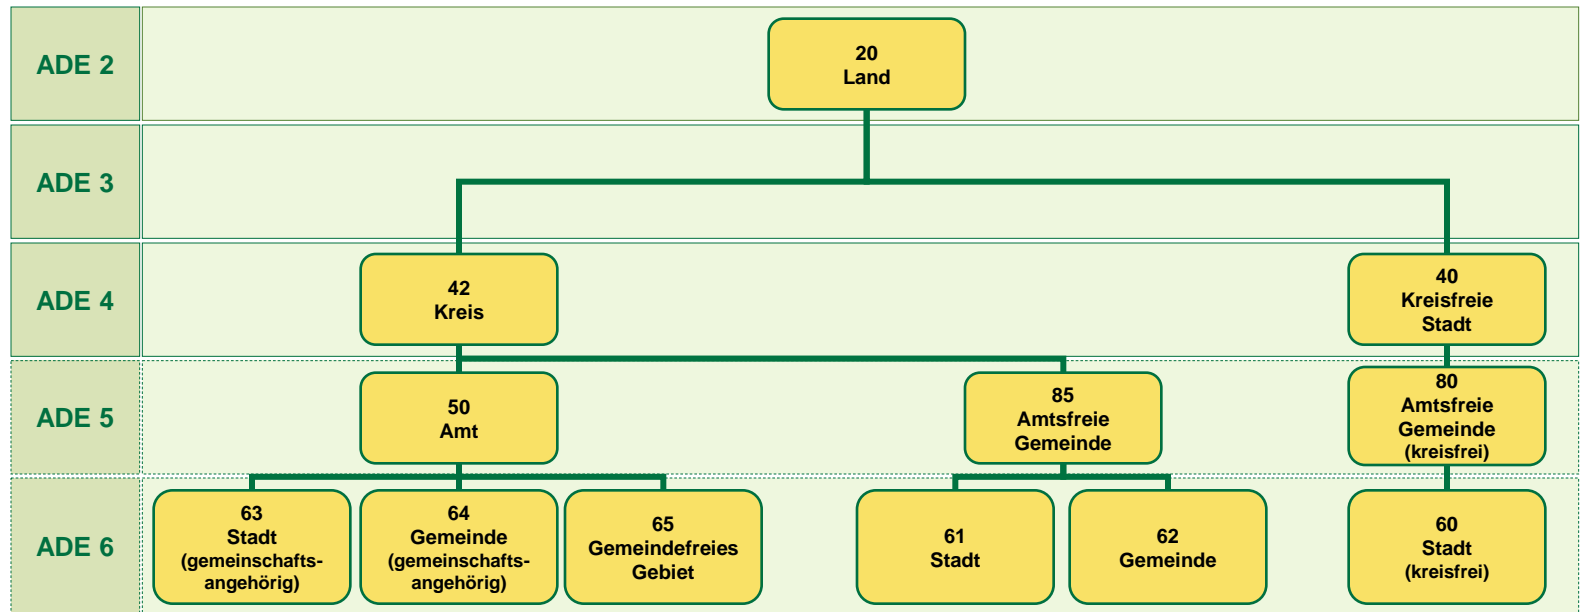 ADE 2
20
Land
ADE 3
ADE 4
42
Kreis
40
Kreisfreie
Stadt
ADE 5
50
Amt
85
Amtsfreie
Gemeinde
80
Amtsfreie
Gemeinde
(kreisfrei)
ADE 6
63
Stadt
(gemeinschafts-
angehörig)
64
Gemeinde
(gemeinschafts-
angehörig)
65
Gemeindefreies
Gebiet
61
Stadt
62
Gemeinde
60
Stadt
(kreisfrei)